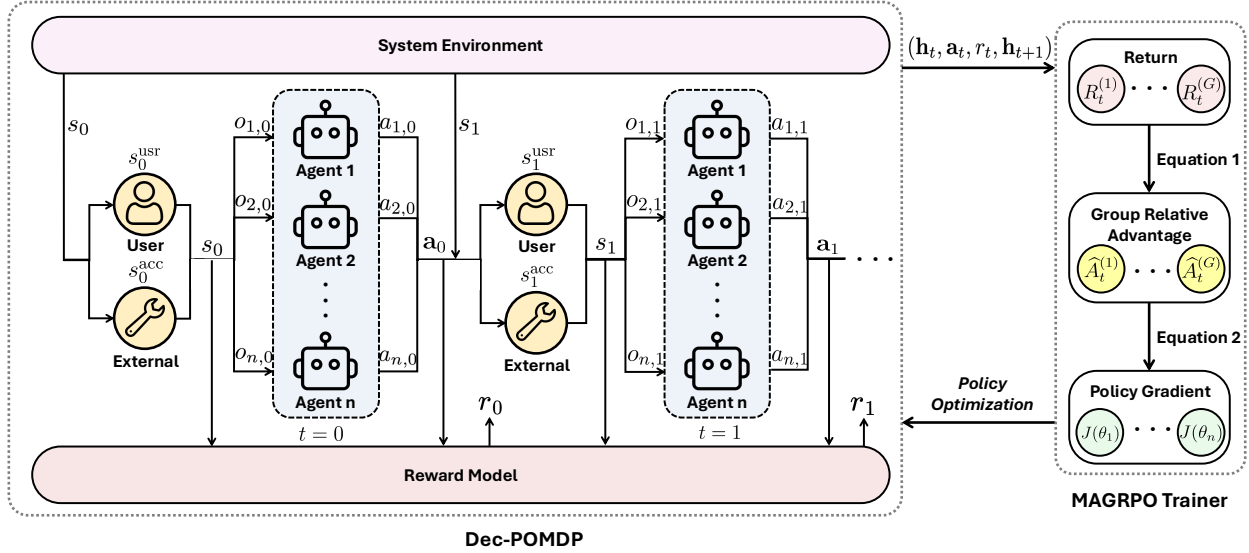 System Environment
s_0
s_0^{usr}
User
s_0^{acc}
External
s_0
o_{1,0}
o_{2,0}
o_{n,0}
Agent 1
Agent 2
Agent n
t = 0
a_{1,0}
a_{2,0}
a_{n,0}
s_1
𝐚_0
s_1^{usr}
User
s_1^{acc}
External
s_1
o_{1,1}
o_{2,1}
o_{n,1}
Agent 1
Agent 2
Agent n
t = 1
a_{1,1}
a_{2,1}
a_{n,1}
𝐚_1
r_0
r_1
Reward Model
Dec-POMDP
(𝐡_t, 𝐚_t, r_t, 𝐡_{t+1})
Policy
Optimization
Return
R_t^{(1)} · · · R_t^{(G)}
Equation 1
Group Relative
Advantage
Â_t^{(1)} · · · Â_t^{(G)}
Equation 2
Policy Gradient
J(θ_1) · · · J(θ_n)
MAGRPO Trainer